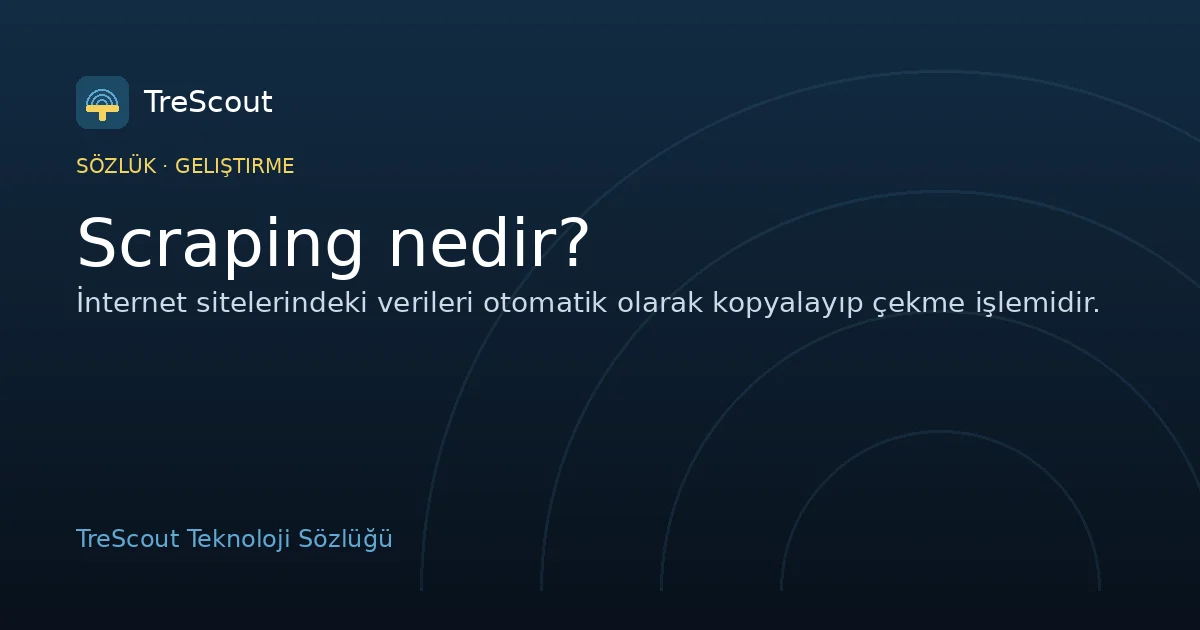 TreScout
SÖZLÜK · GELIŞTIRME
Scraping nedir?
İnternet sitelerindeki verileri otomatik olarak kopyalayıp çekme işlemidir.
TreScout Teknoloji Sözlüğü